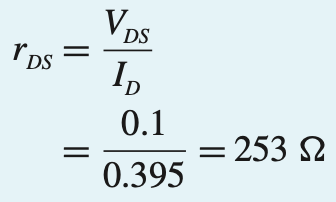 r_DS = V_DS / I_D
= 0.1 / 0.395 = 253 Ω